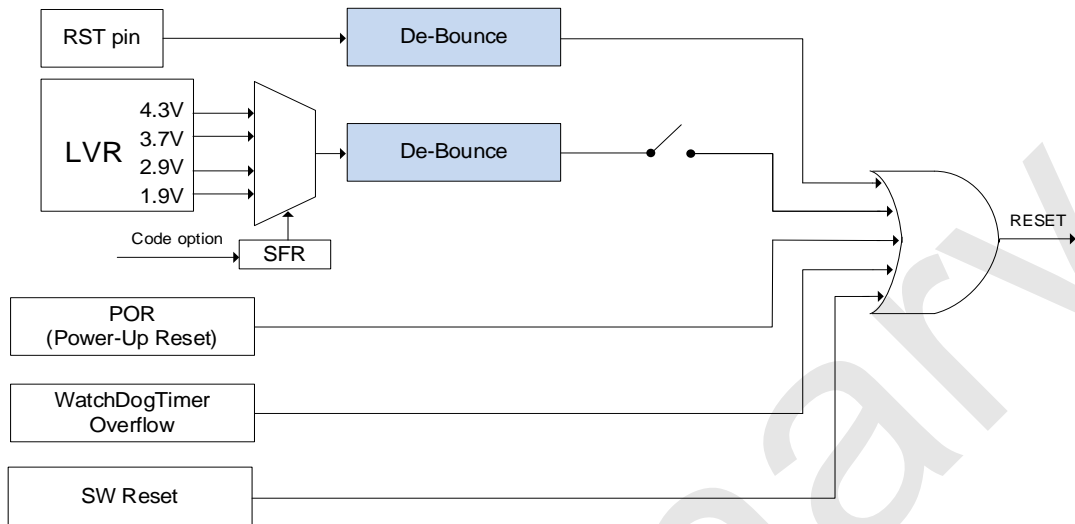 RST pin
De-Bounce
LVR
4.3V
3.7V
2.9V
1.9V
De-Bounce
Code option
SFR
RESET
POR
(Power-Up Reset)
WatchDogTimer
Overflow
SW Reset